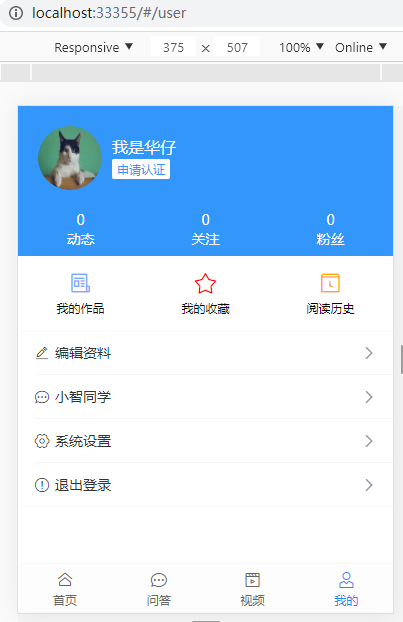 localhost:33355/#/user
Responsive ▼ 375 × 507 100% ▼ Online ▼
我是华仔
申请认证
0 0 0
动态 关注 粉丝
我的作品 我的收藏 阅读历史
编辑资料
小智同学
系统设置
退出登录
首页 问答 视频 我的